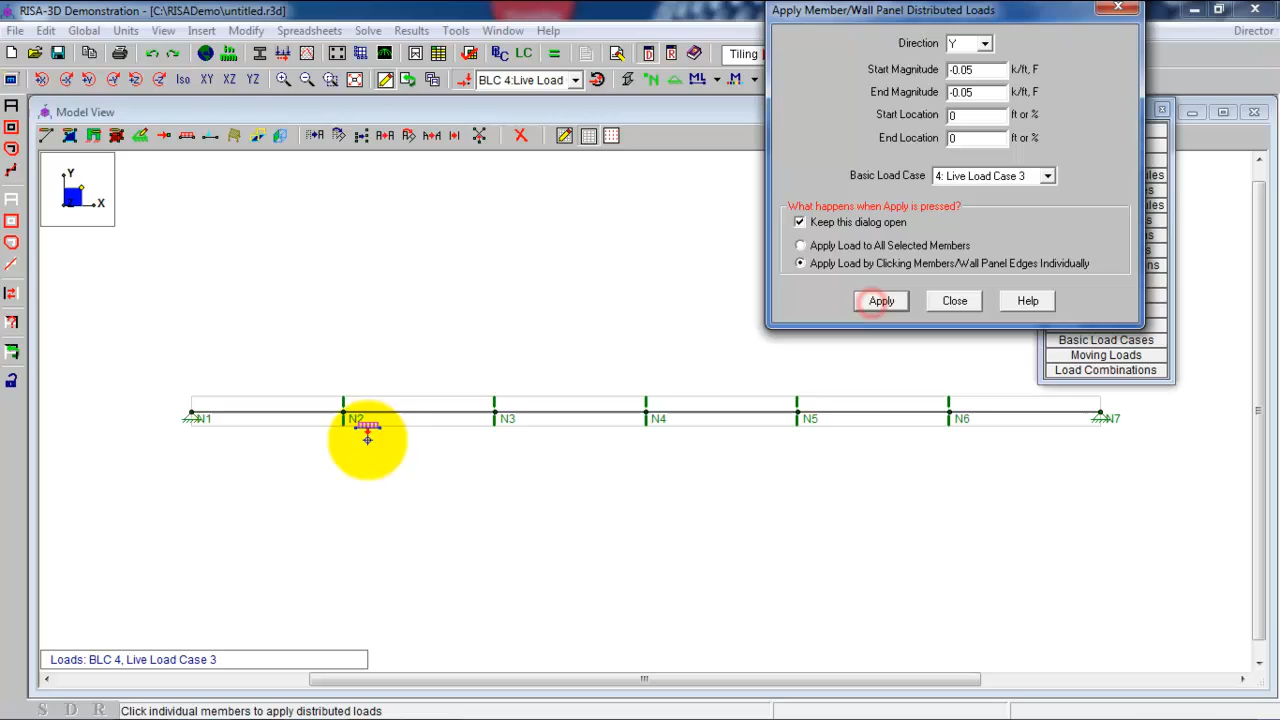 RISA-3D Demonstration - [C:\RISADemo\untitled.r3d]
File Edit Global Units View Insert Modify Spreadsheets Solve Results Tools Window Help Director
Iso XY XZ YZ BLC 4:Live Load LC Tiling
Model View
Y
X
Z
Apply Member/Wall Panel Distributed Loads
Direction Y
Start Magnitude -0.05 k/ft, F
End Magnitude -0.05 k/ft, F
Start Location 0 ft or %
End Location 0 ft or %
Basic Load Case 4: Live Load Case 3
What happens when Apply is pressed?
Keep this dialog open
Apply Load to All Selected Members
Apply Load by Clicking Members/Wall Panel Edges Individually
Apply Close Help
Basic Load Cases
Moving Loads
Load Combinations
N1 N2 N3 N4 N5 N6 N7
Loads: BLC 4, Live Load Case 3
S D R Click individual members to apply distributed loads